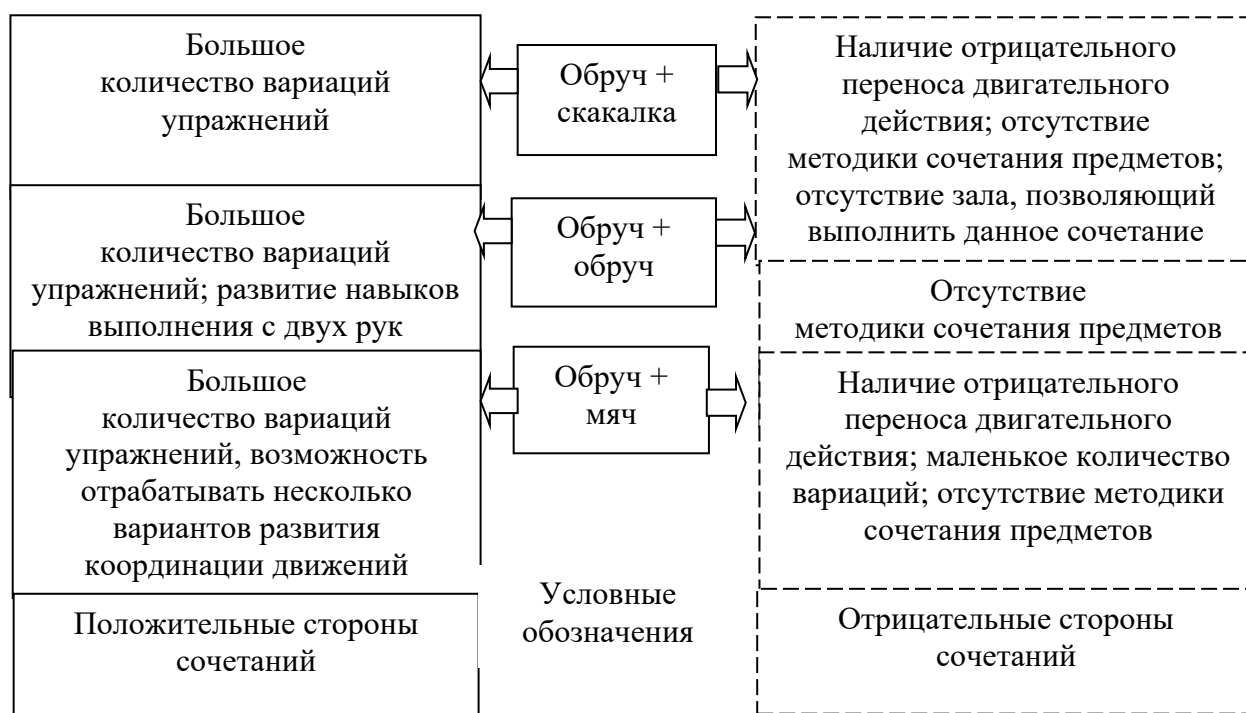 Большое
количество вариаций
упражнений
Обруч +
скакалка
Наличие отрицательного
переноса двигательного
действия; отсутствие
методики сочетания предметов;
отсутствие зала, позволяющий
выполнить данное сочетание
Большое
количество вариаций
упражнений; развитие навыков
выполнения с двух рук
Обруч +
обруч
Отсутствие
методики сочетания предметов
Большое
количество вариаций
упражнений, возможность
отрабатывать несколько
вариантов развития
координации движений
Обруч +
мяч
Наличие отрицательного
переноса двигательного
действия; маленькое количество
вариаций; отсутствие методики
сочетания предметов
Положительные стороны
сочетаний
Условные
обозначения
Отрицательные стороны
сочетаний